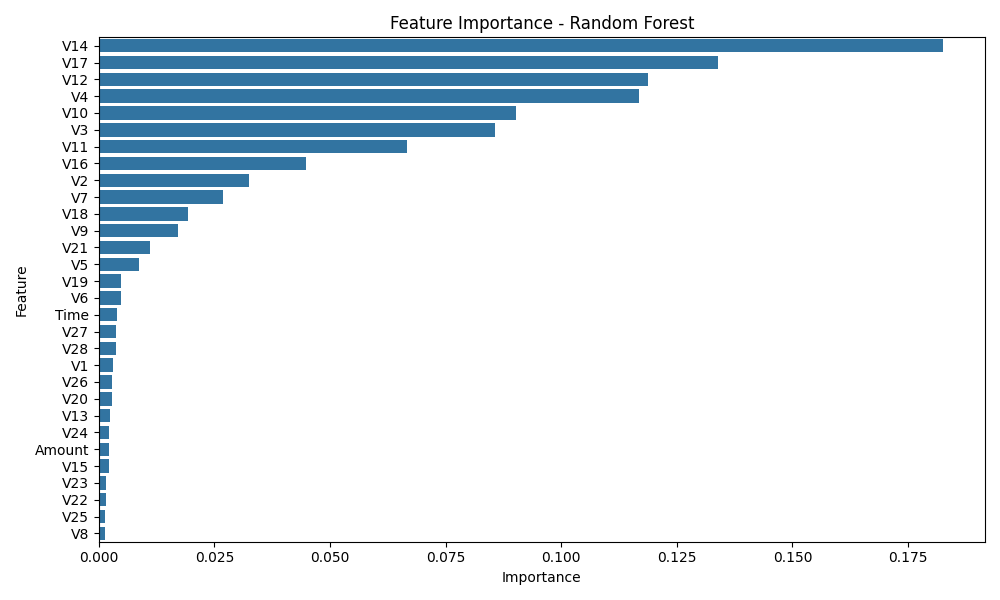 Feature Importance - Random Forest
Feature
V14
V17
V12
V4
V10
V3
V11
V16
V2
V7
V18
V9
V21
V5
V19
V6
Time
V27
V28
V1
V26
V20
V13
V24
Amount
V15
V23
V22
V25
V8
0.000 0.025 0.050 0.075 0.100 0.125 0.150 0.175
Importance